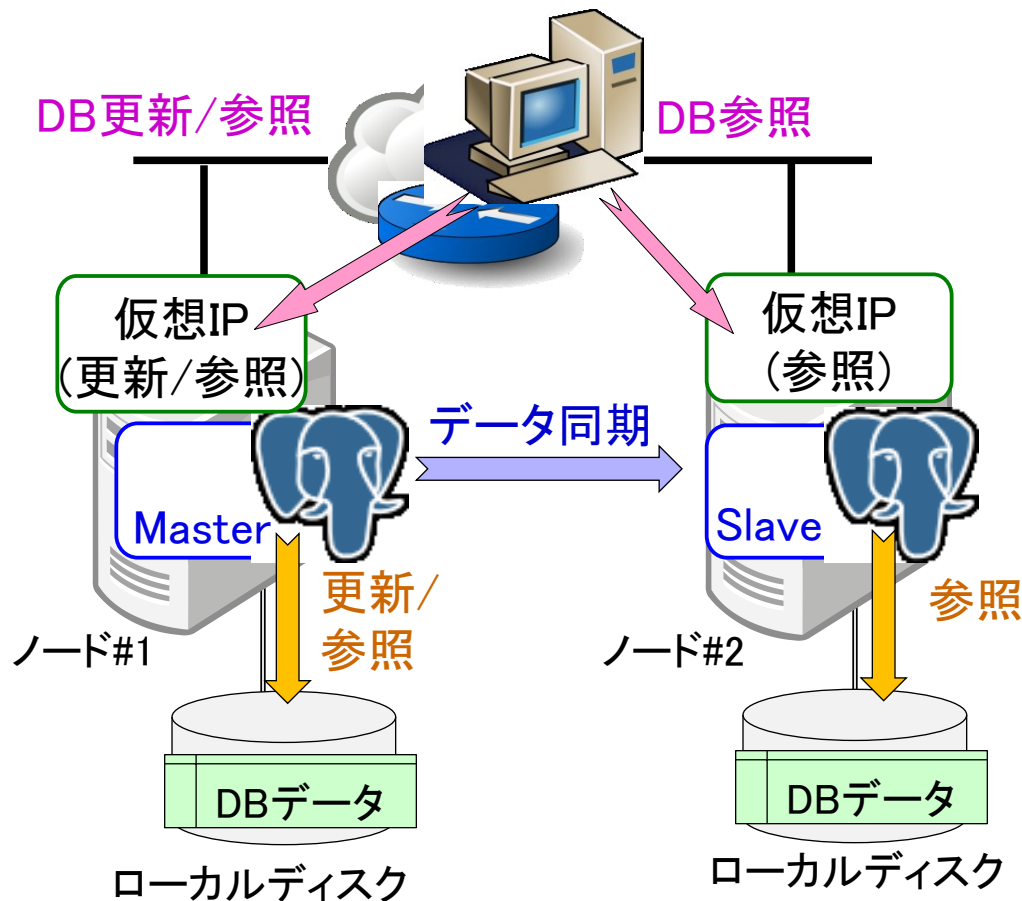 DB更新/参照
DB参照
仮想IP
(更新/参照)
仮想IP
(参照)
データ同期
Master
Slave
更新/
参照
参照
ノード#1
ノード#2
DBデータ
DBデータ
ローカルディスク
ローカルディスク